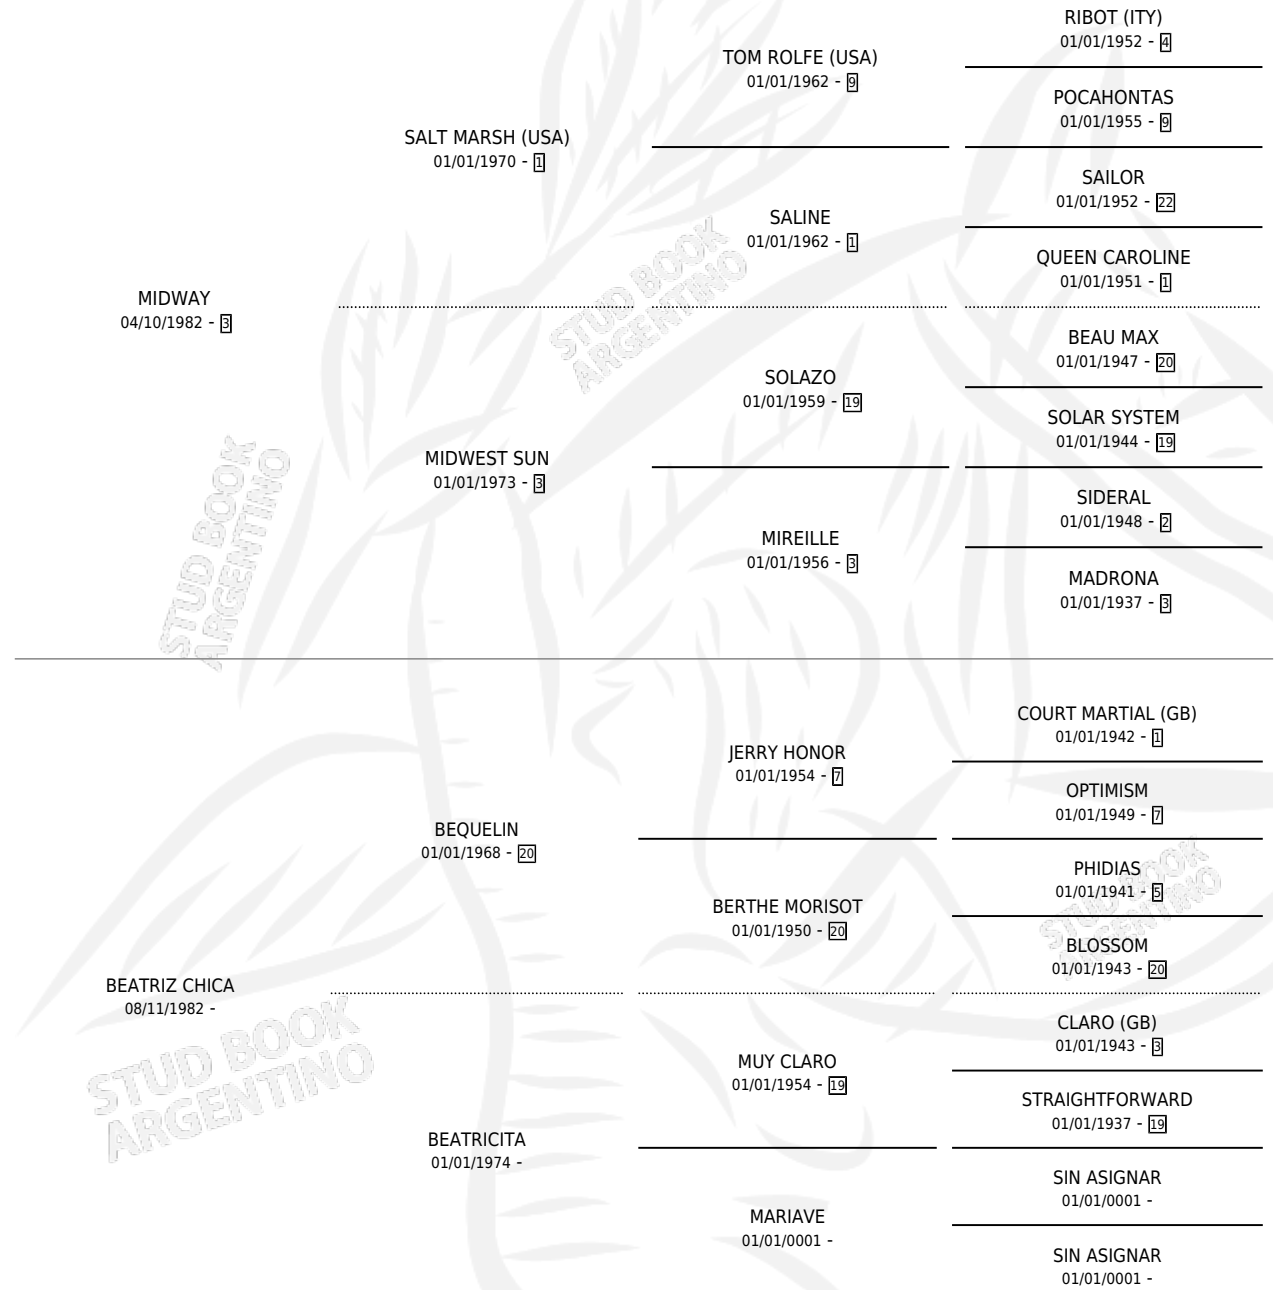 RIBOT (ITY)
01/01/1952 - 4
TOM ROLFE (USA)
01/01/1962 - 9
POCAHONTAS
01/01/1955 - 9
SALT MARSH (USA)
01/01/1970 - 1
SAILOR
01/01/1952 - 22
SALINE
01/01/1962 - 1
QUEEN CAROLINE
01/01/1951 - 1
MIDWAY
04/10/1982 - 3
STUD BOOK
ARGENTINO
BEAU MAX
01/01/1947 - 20
SOLAZO
01/01/1959 - 19
SOLAR SYSTEM
01/01/1944 - 19
MIDWEST SUN
01/01/1973 - 3
SIDERAL
01/01/1948 - 2
MIREILLE
01/01/1956 - 3
MADRONA
01/01/1937 - 3
STUD BOOK
ARGENTINO
COURT MARTIAL (GB)
01/01/1942 - 1
JERRY HONOR
01/01/1954 - 7
OPTIMISM
01/01/1949 - 7
BEQUELIN
01/01/1968 - 20
PHIDIAS
01/01/1941 - 5
BERTHE MORISOT
01/01/1950 - 20
BLOSSOM
01/01/1943 - 20
STUD BOOK
ARGENTINO
BEATRIZ CHICA
08/11/1982 -
CLARO (GB)
01/01/1943 - 3
MUY CLARO
01/01/1954 - 19
STRAIGHTFORWARD
01/01/1937 - 19
STUD BOOK
ARGENTINO
BEATRICITA
01/01/1974 -
SIN ASIGNAR
01/01/0001 -
MARIAVE
01/01/0001 -
SIN ASIGNAR
01/01/0001 -